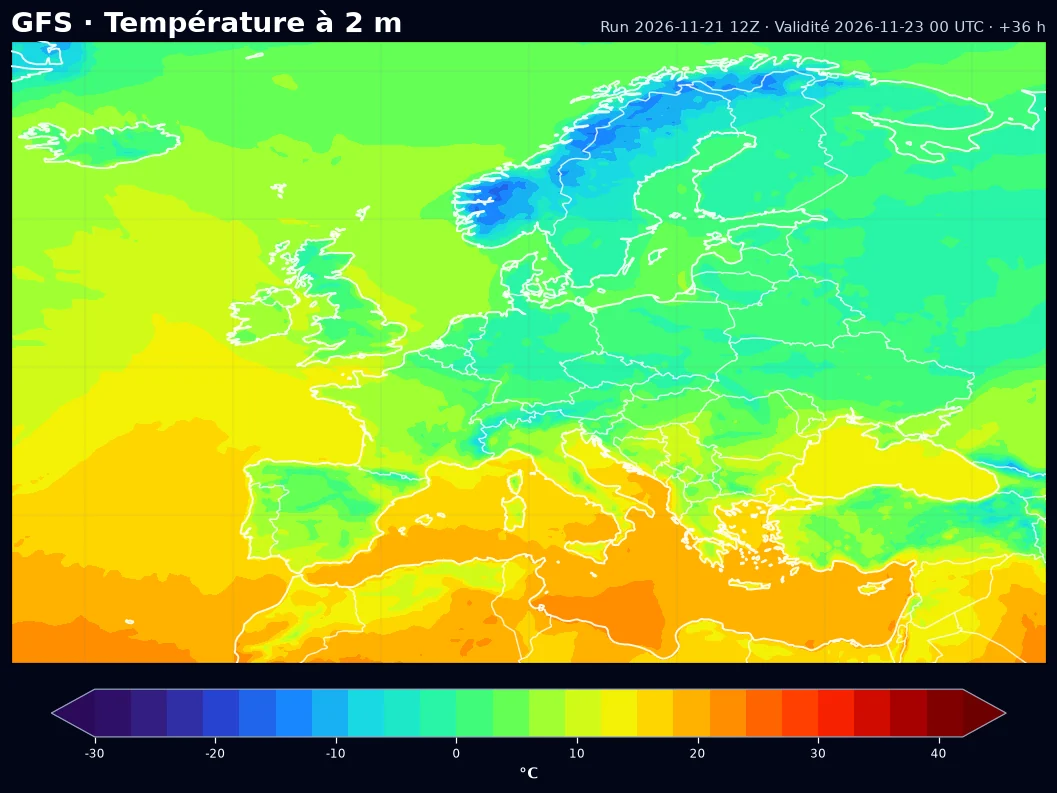 GFS · Température à 2 m
Run 2026-11-21 12Z · Validité 2026-11-23 00 UTC · +36 h
-30 -20 -10 0 10 20 30 40
°C